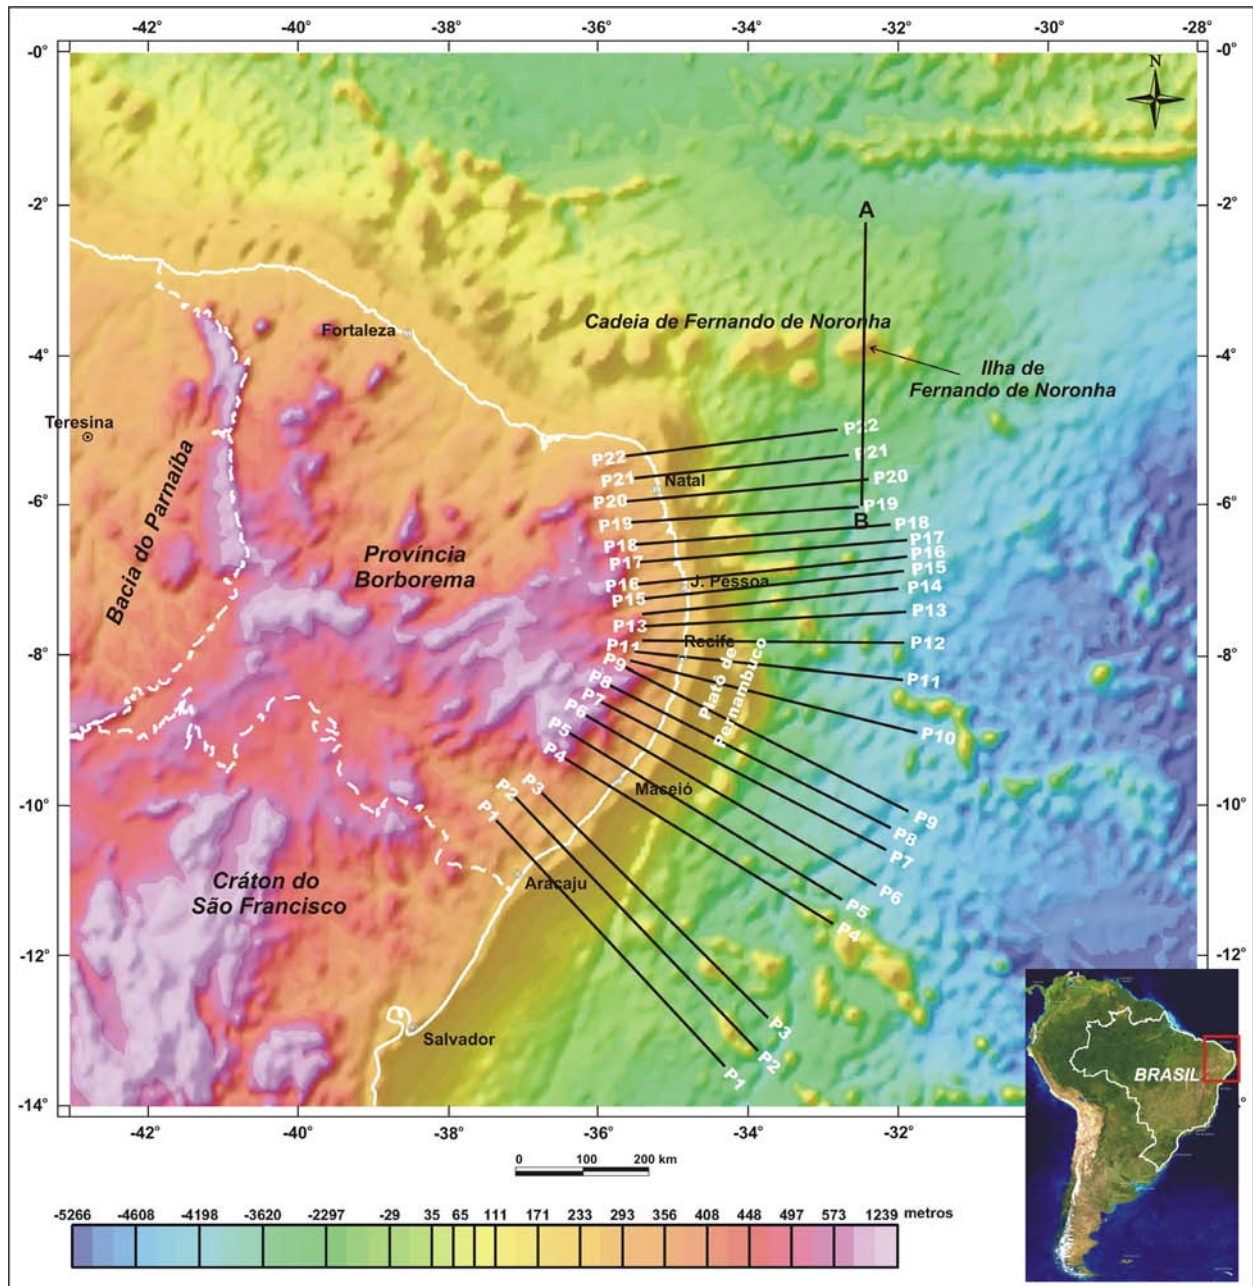 -42° -40° -38° -36° -34° -32° -30° -28°
-0° -0°
N
-2° -2°
A
Cadeia de Fernando de Noronha
Fortaleza
-4° -4°
Ilha de
Fernando de Noronha
Teresina
P22 P22
P21 P21
Natal
P20 P20
-6° -6°
P19 P19
B
P18 P18
P17 P17
P16 P16
P15 P15
P14
P13 P13
P12
P11 P11
P10
P9 P9
P8 P8
P7 P7
P6 P6
P5 P5
P4 P4
P3 P3
P2 P2
P1 P1
Bacia do Parnaíba
Província
Borborema
J. Pessoa
Recife
-8° -8°
Platô de
Pernambuco
Maceió
-10° -10°
Cráton do
São Francisco
Aracaju
-12° -12°
Salvador
-14°
BRASIL
-42° -40° -38° -36° -34° -32°
0 100 200 km
-5266 -4608 -4198 -3620 -2297 -29 35 65 111 171 233 293 356 408 448 497 573 1239 metros